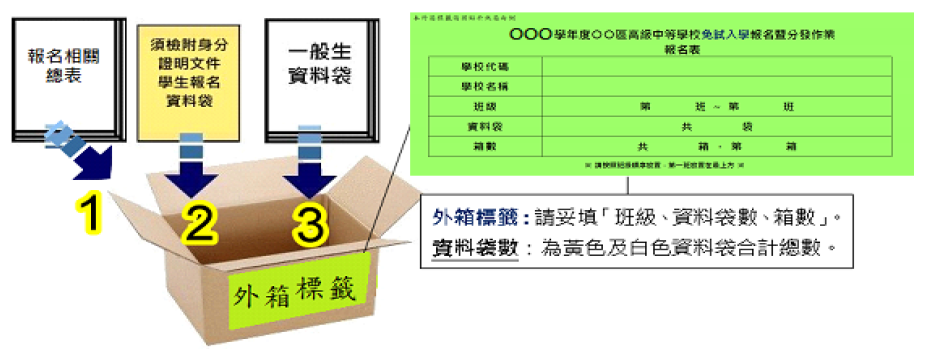 報名相關
總表
須檢附身分
證明文件
學生報名
資料袋
一般生
資料袋
1
2
3
外箱標籤
〇〇〇學年度〇〇區高級中等學校免試入學報名暨分發作業
報名表
學校代碼
學校名稱
班級 第 班 ~ 第 班
資料袋 共 袋
箱數 共 箱，第 箱
外箱標籤：請妥填「班級、資料袋數、箱數」。
資料袋數：為黃色及白色資料袋合計總數。